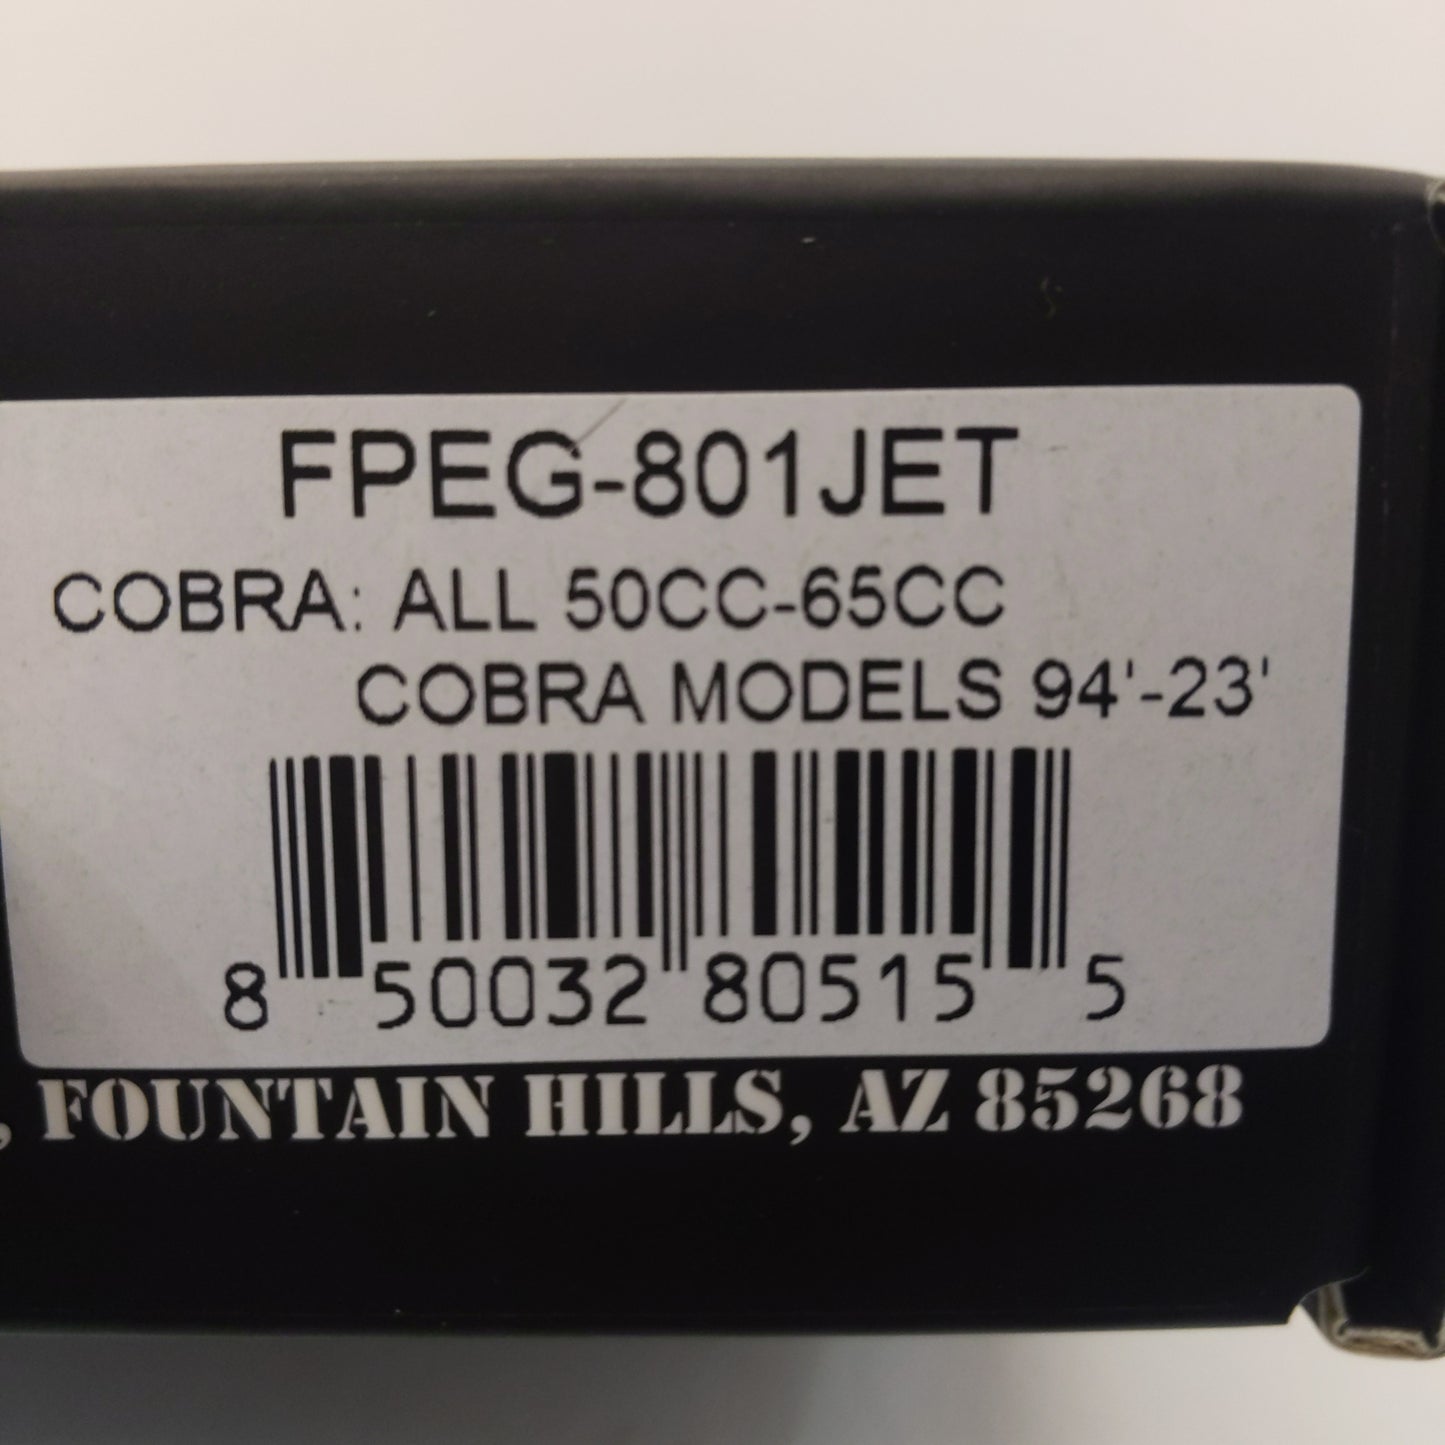 FPEG-801JET
COBRA: ALL 50CC-65CC
COBRA MODELS 94'-23'
8 50032 80515 5
, FOUNTAIN HILLS, AZ 85268